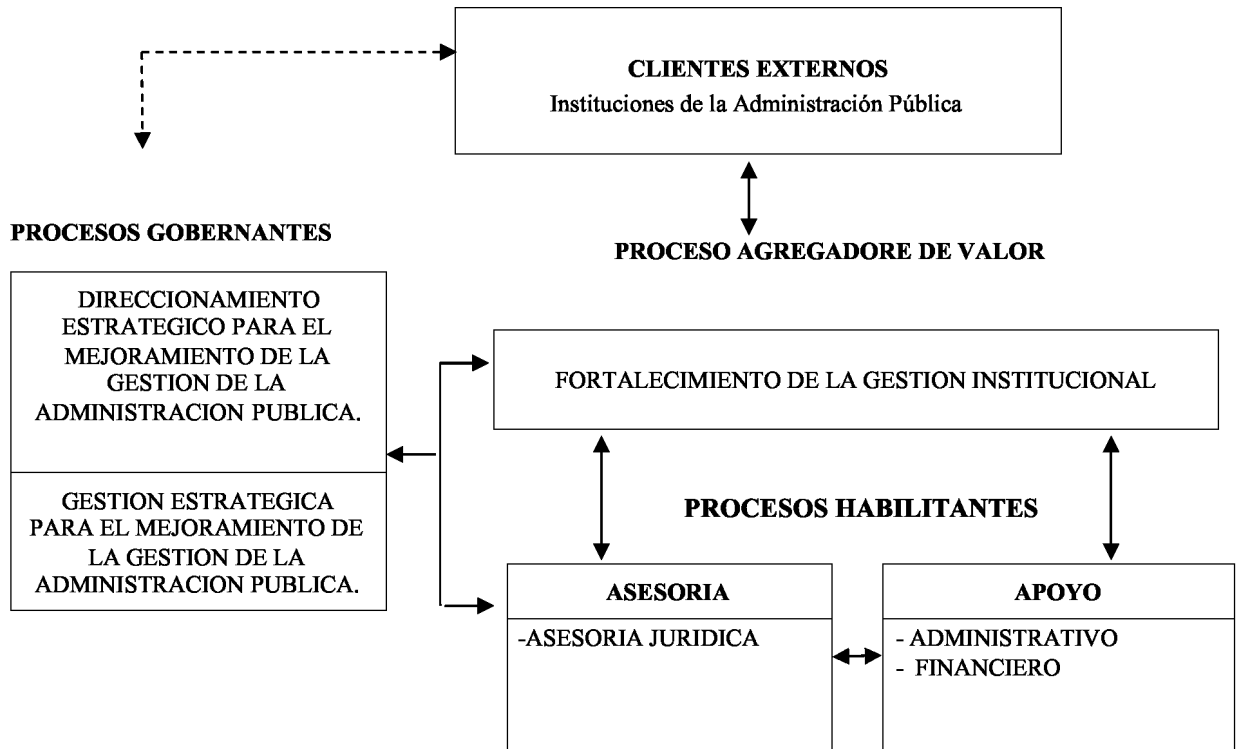 CLIENTES EXTERNOS
Instituciones de la Administración Pública
PROCESOS GOBERNANTES
PROCESO AGREGADORE DE VALOR
DIRECCIONAMIENTO
ESTRATEGICO PARA EL
MEJORAMIENTO DE LA
GESTION DE LA
ADMINISTRACION PUBLICA.
GESTION ESTRATEGICA
PARA EL MEJORAMIENTO DE
LA GESTION DE LA
ADMINISTRACION PUBLICA.
FORTALECIMIENTO DE LA GESTION INSTITUCIONAL
PROCESOS HABILITANTES
ASESORIA
-ASESORIA JURIDICA
APOYO
- ADMINISTRATIVO
- FINANCIERO